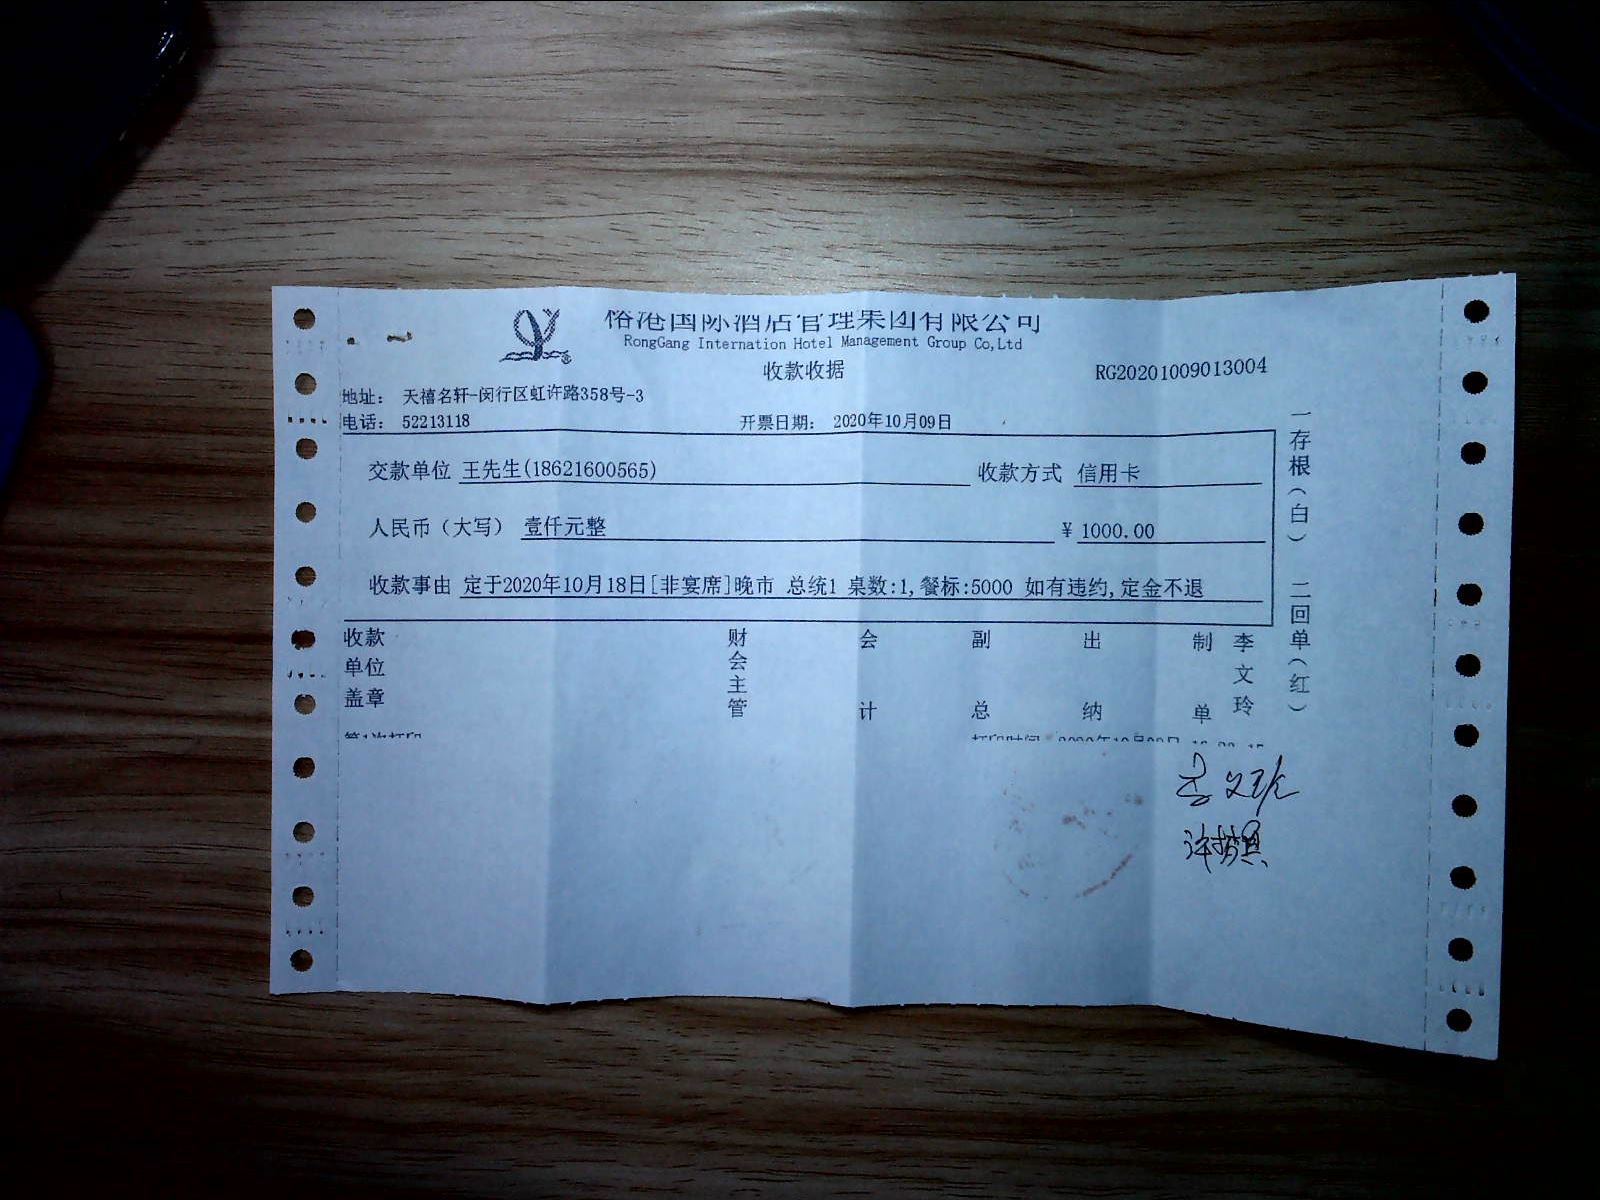 国际酒店管理集团有限公司
RongGang Internation Hotel Management Group Co,Ltd
收款收据
RG20201009013004
地址： 天禧名轩-闵行区虹许路358号-3
电话： 52213118 开票日期： 2020年10月09日
交款单位 王先生(18621600565) 收款方式 信用卡
人民币（大写） 壹仟元整 ¥ 1000.00
收款事由 定于2020年10月18日[非宴席]晚市 总统1 桌数:1,餐标:5000 如有违约,定金不退
收款单位盖章 财会主管 会计 副总 出纳 制单 李文玲
一存根（白） 二回单（红）